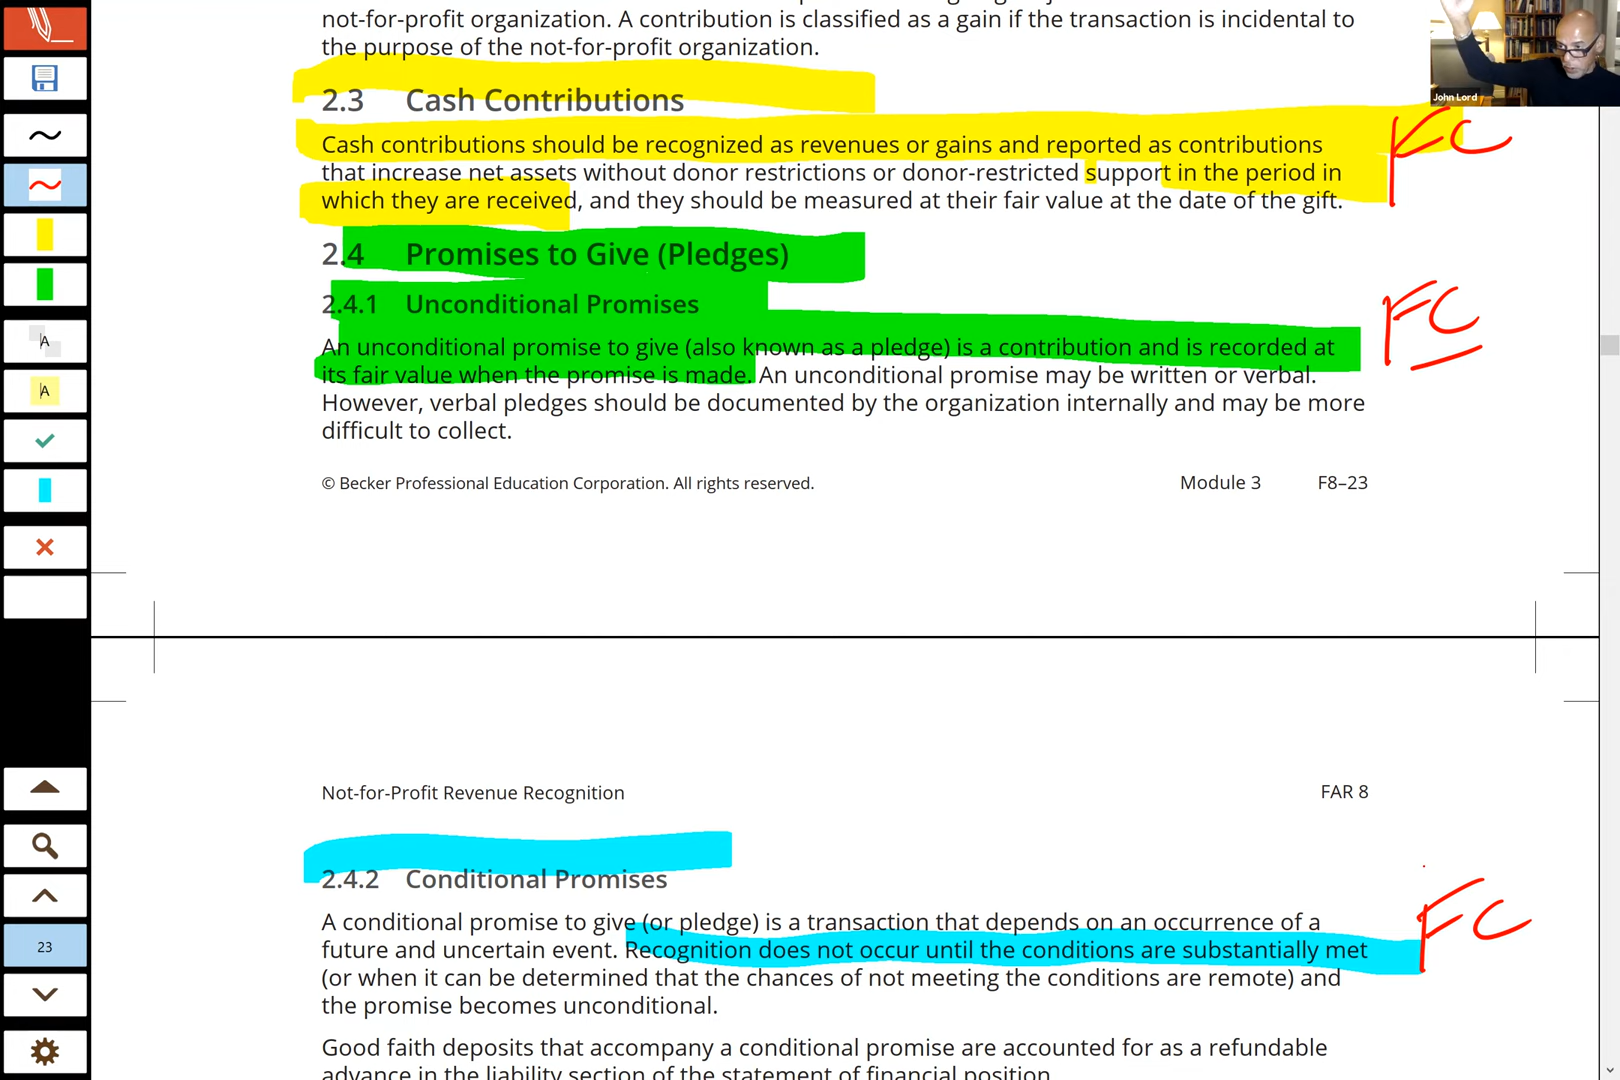 not-for-profit organization. A contribution is classified as a gain if the transaction is incidental to
the purpose of the not-for-profit organization.
John Lord
2.3 Cash Contributions
FC
Cash contributions should be recognized as revenues or gains and reported as contributions
that increase net assets without donor restrictions or donor-restricted support in the period in
which they are received, and they should be measured at their fair value at the date of the gift.
2.4 Promises to Give (Pledges)
2.4.1 Unconditional Promises
FC
An unconditional promise to give (also known as a pledge) is a contribution and is recorded at
its fair value when the promise is made. An unconditional promise may be written or verbal.
However, verbal pledges should be documented by the organization internally and may be more
difficult to collect.
© Becker Professional Education Corporation. All rights reserved. Module 3 F8–23
Not-for-Profit Revenue Recognition FAR 8
2.4.2 Conditional Promises
A conditional promise to give (or pledge) is a transaction that depends on an occurrence of a
FC
future and uncertain event. Recognition does not occur until the conditions are substantially met
(or when it can be determined that the chances of not meeting the conditions are remote) and
the promise becomes unconditional.
Good faith deposits that accompany a conditional promise are accounted for as a refundable
advance in the liability section of the statement of financial position.
A
A
23